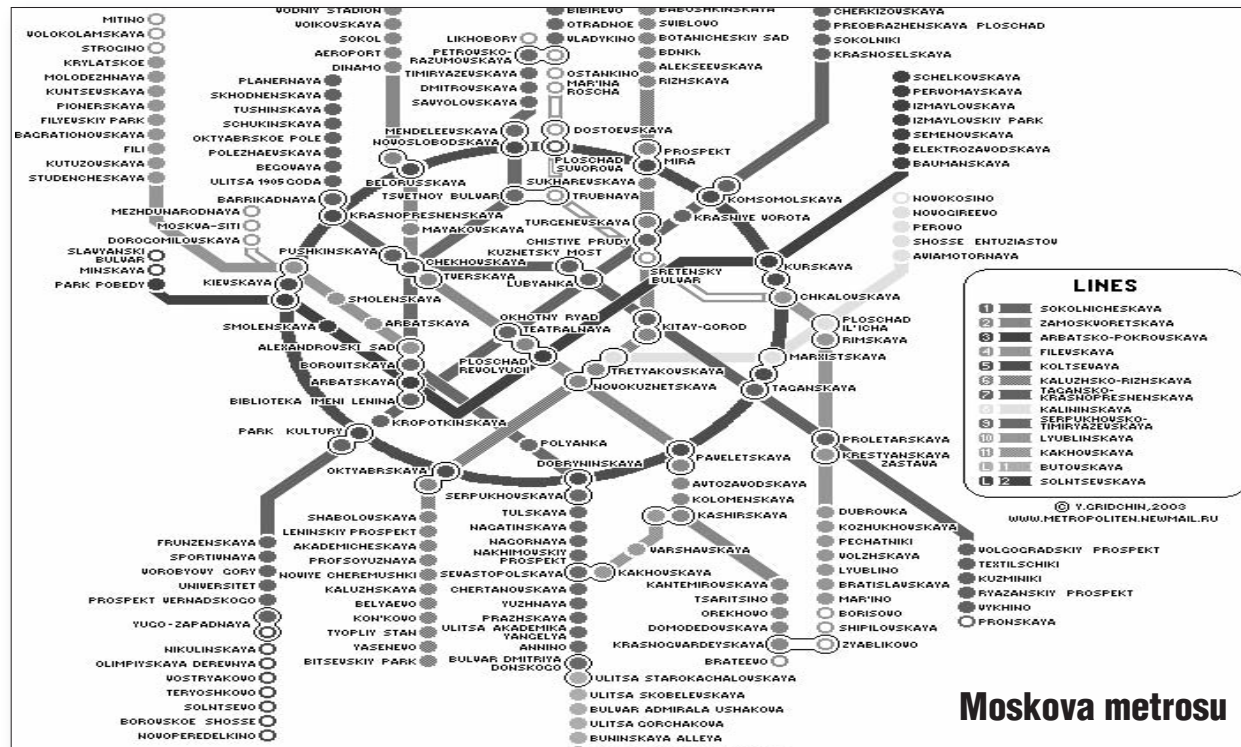 MITINO
VOLOKOLAMSKAYA
STROGINO
KRYLATSKOE
MOLODEZHNAYA
KUNTSEVSKAYA
PIONERSKAYA
FILYEVSKIY PARK
BAGRATIONOVSKAYA
FILI
KUTUZOVSKAYA
STUDENCHESKAYA
MEZHDUNARODNAYA
MOSKWA-SITI
DOROGOMILOVSKAYA
SLAVYANSKI
BULVAR
MINSKAYA
PARK POBEDY
KIEVSKAYA
PLANERNAYA
SKHODNENSKAYA
TUSHINSKAYA
SCHUKINSKAYA
OKTYABRSKOE POLE
POLEZHAEVSKAYA
BEGOVAYA
ULITSA 1905 GODA
BARRIKADNAYA
KRASNOPRESNENSKAYA
VODNIY STADION
VOIKOVSKAYA
SOKOL
AEROPORT
DINAMO
BELORUSSKAYA
MAYAKOVSKAYA
LIKHOBORY
PETROVSKO-
RAZUMOVSKAYA
TIMIRYAZEVSKAYA
DMITROVSKAYA
SAVYOLOVSKAYA
MENDELEEVSKAYA
NOVOSLOBODSKAYA
TSVETNOY BULVAR
BIBIREVO
OTRADNOE
VLADYKINO
OSTANKINO
MAR'INA
ROSCHA
DOSTOEVSKAYA
PLOSCHAD
SUVOROVA
SUKHAREVSKAYA
TRUBNAYA
BABUSHKINSKAYA
SVIBLOVO
BOTANICHESKIY SAD
BDNKh
ALEKSEEVSKAYA
RIZHSKAYA
PROSPEKT
MIRA
CHERKIZOVSKAYA
PREOBRAZHENSKAYA PLOSCHAD
SOKOLNIKI
KRASNOSELSKAYA
KOMSOMOLSKAYA
KRASNIYE VOROTA
TURGENEVSKAYA
CHISTIYE PRUDY
SRETENSKY
BULVAR
SCHELKOVSKAYA
PERVOMAYSKAYA
IZMAYLOVSKAYA
IZMAYLOVSKIY PARK
SEMENOVSKAYA
ELEKTROZAVODSKAYA
BAUMANSKAYA
KURSKAYA
CHKALOVSKAYA
NOVOKOSINO
NOVOGIREEVO
PEROVO
SHOSSE ENTUZIASTOV
AVIAMOTORNAYA
PLOSCHAD
IL'ICHA
RIMSKAYA
MARXISTSKAYA
TAGANSKAYA
PUSHKINSKAYA
CHEKHOVSKAYA
TVERSKAYA
KUZNETSKY MOST
LUBYANKA
KITAY-GOROD
SMOLENSKAYA
ARBATSKAYA
SMOLENSKAYA
ALEXANDROVSKI SAD
BOROVITSKAYA
ARBATSKAYA
BIBLIOTEKA IMENI LENINA
OKHOTNY RYAD
TEATRALNAYA
PLOSCHAD
REVOLYUCII
TRETYAKOVSKAYA
NOVOKUZNETSKAYA
KROPOTKINSKAYA
PARK KULTURY
POLYANKA
OKTYABRSKAYA
DOBRYNINSKAYA
SERPUKHOVSKAYA
PAVELETSKAYA
AVTOZAVODSKAYA
KOLOMENSKAYA
KASHIRSKAYA
VARSHAVSKAYA
KAKHOVSKAYA
PROLETARSKAYA
KRESTYANSKAYA
ZASTAVA
FRUNZENSKAYA
SPORTIVNAYA
VOROBYOVY GORY
UNIVERSITET
PROSPEKT VERNADSKOGO
YUGO-ZAPADNAYA
NIKULINSKAYA
OLIMPIYSKAYA DEREVNYA
VOSTRYAKOVO
TERYOSHKOVO
SOLNTSEVO
BOROVSKOE SHOSSE
NOVOPEREDELKINO
SHABOLOVSKAYA
LENINSKIY PROSPEKT
AKADEMICHESKAYA
PROFSOYUZNAYA
NOVIYE CHEREMUSHKI
KALUZHSKAYA
BELYAEVO
KON'KOVO
TYOPLIY STAN
YASENEVO
BITSEVSKIY PARK
TULSKAYA
NAGATINSKAYA
NAGORNAYA
NAKHIMOVSKIY
PROSPEKT
SEVASTOPOLSKAYA
CHERTANOVSKAYA
YUZHNAYA
PRAZHSKAYA
ULITSA AKADEMIKA
YANGELYA
ANNINO
BULVAR DMITRIYA
DONSKOGO
ULITSA STAROKACHALOVSKAYA
ULITSA SKOBELEVSKAYA
BULVAR ADMIRALA USHAKOVA
ULITSA GORCHAKOVA
BUNINSKAYA ALLEYA
KANTEMIROVSKAYA
TSARITSINO
OREKHOVO
DOMODEDOVSKAYA
KRASNOGVARDEYSKAYA
BRATEEVO
DUBROVKA
KOZHUKHOVSKAYA
PECHATNIKI
VOLZHSKAYA
LYUBLINO
BRATISLAVSKAYA
MAR'INO
BORISOVO
SHIPILOVSKAYA
ZYABLIKOVO
VOLGOGRADSKIY PROSPEKT
TEXTILSCHIKI
KUZMINIKI
RYAZANSKIY PROSPEKT
VYKHINO
PRONSKAYA
LINES
1 SOKOLNICHESKAYA
2 ZAMOSKVORETSKAYA
3 ARBATSKO-POKROVSKAYA
4 FILEVSKAYA
5 KOLTSEVAYA
6 KALUZHSKO-RIZHSKAYA
7 TAGANSKO-
KRASNOPRESNENSKAYA
8 KALININSKAYA
9 SERPUKHOVSKO-
TIMIRYAZEVSKAYA
10 LYUBLINSKAYA
11 KAKHOVSKAYA
L 1 BUTOVSKAYA
L 2 SOLNTSEVSKAYA
© Y.GRIDCHIN,2003
WWW.METROPOLITEN.NEWMAIL.RU
Moskova metrosu